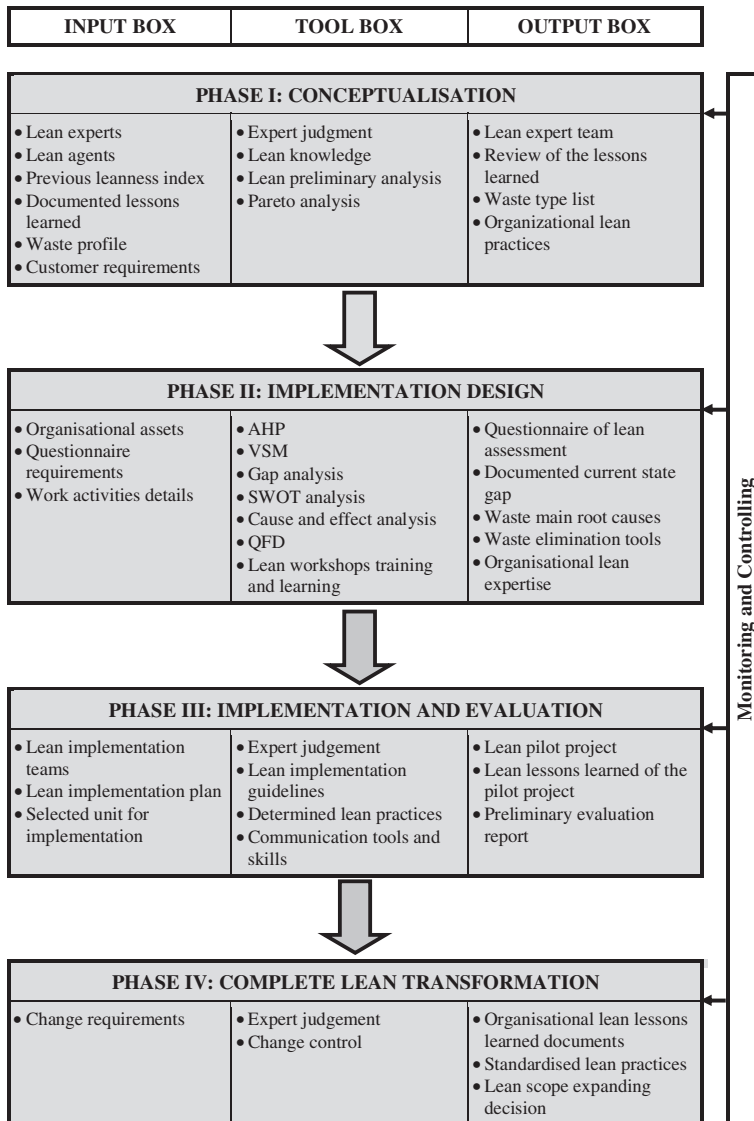 INPUT BOX
TOOL BOX
OUTPUT BOX
PHASE I: CONCEPTUALISATION
• Lean experts
• Lean agents
• Previous leanness index
• Documented lessons
learned
• Waste profile
• Customer requirements
• Expert judgment
• Lean knowledge
• Lean preliminary analysis
• Pareto analysis
• Lean expert team
• Review of the lessons
learned
• Waste type list
• Organizational lean
practices
PHASE II: IMPLEMENTATION DESIGN
• Organisational assets
• Questionnaire
requirements
• Work activities details
• AHP
• VSM
• Gap analysis
• SWOT analysis
• Cause and effect analysis
• QFD
• Lean workshops training
and learning
• Questionnaire of lean
assessment
• Documented current state
gap
• Waste main root causes
• Waste elimination tools
• Organisational lean
expertise
PHASE III: IMPLEMENTATION AND EVALUATION
• Lean implementation
teams
• Lean implementation plan
• Selected unit for
implementation
• Expert judgement
• Lean implementation
guidelines
• Determined lean practices
• Communication tools and
skills
• Lean pilot project
• Lean lessons learned of the
pilot project
• Preliminary evaluation
report
PHASE IV: COMPLETE LEAN TRANSFORMATION
• Change requirements
• Expert judgement
• Change control
• Organisational lean lessons
learned documents
• Standardised lean practices
• Lean scope expanding
decision
Monitoring and Controlling